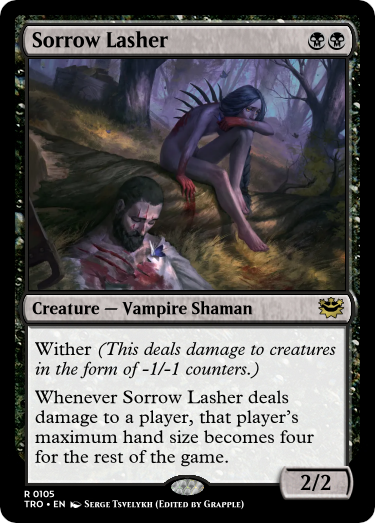 Sorrow Lasher
Creature — Vampire Shaman
Wither (This deals damage to creatures
in the form of -1/-1 counters.)
Whenever Sorrow Lasher deals
damage to a player, that player's
maximum hand size becomes four
for the rest of the game.
2/2
R 0105
TRO • EN Serge Tsvelykh (Edited by Grapple)